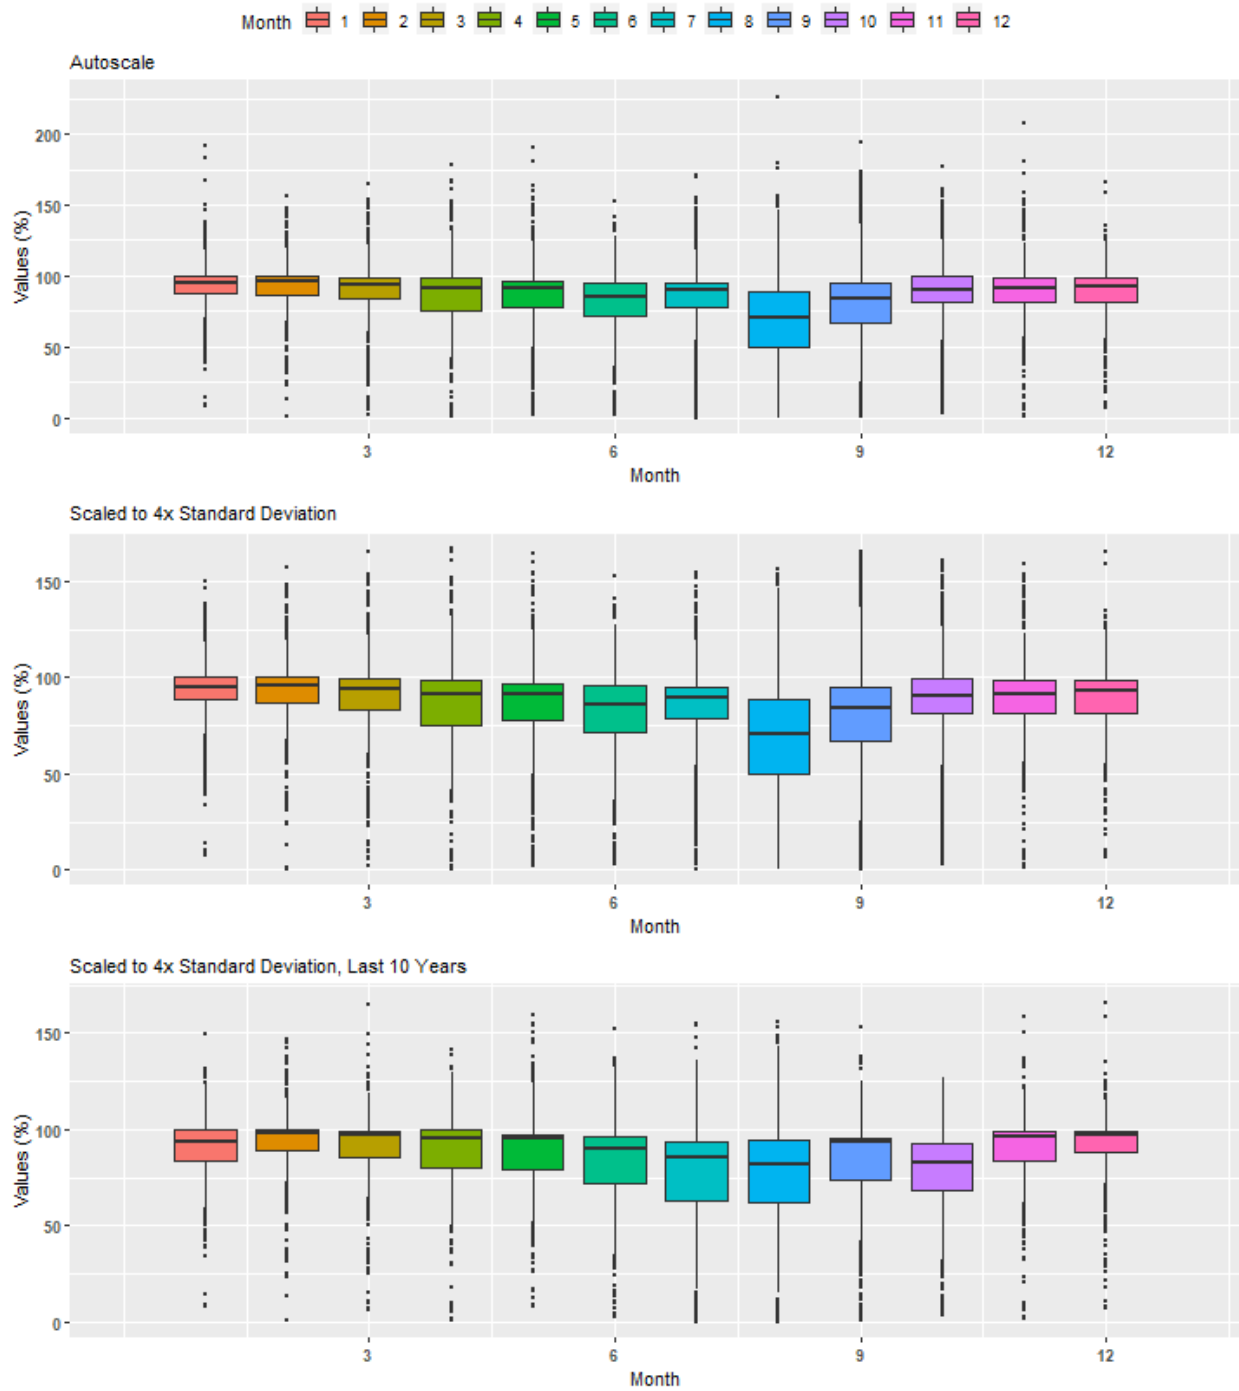 Month 1 2 3 4 5 6 7 8 9 10 11 12
Autoscale
Values (%)
200
150
100
50
0
3 6 9 12
Month
Scaled to 4x Standard Deviation
Values (%)
150
100
50
0
3 6 9 12
Month
Scaled to 4x Standard Deviation, Last 10 Years
Values (%)
150
100
50
0
3 6 9 12
Month